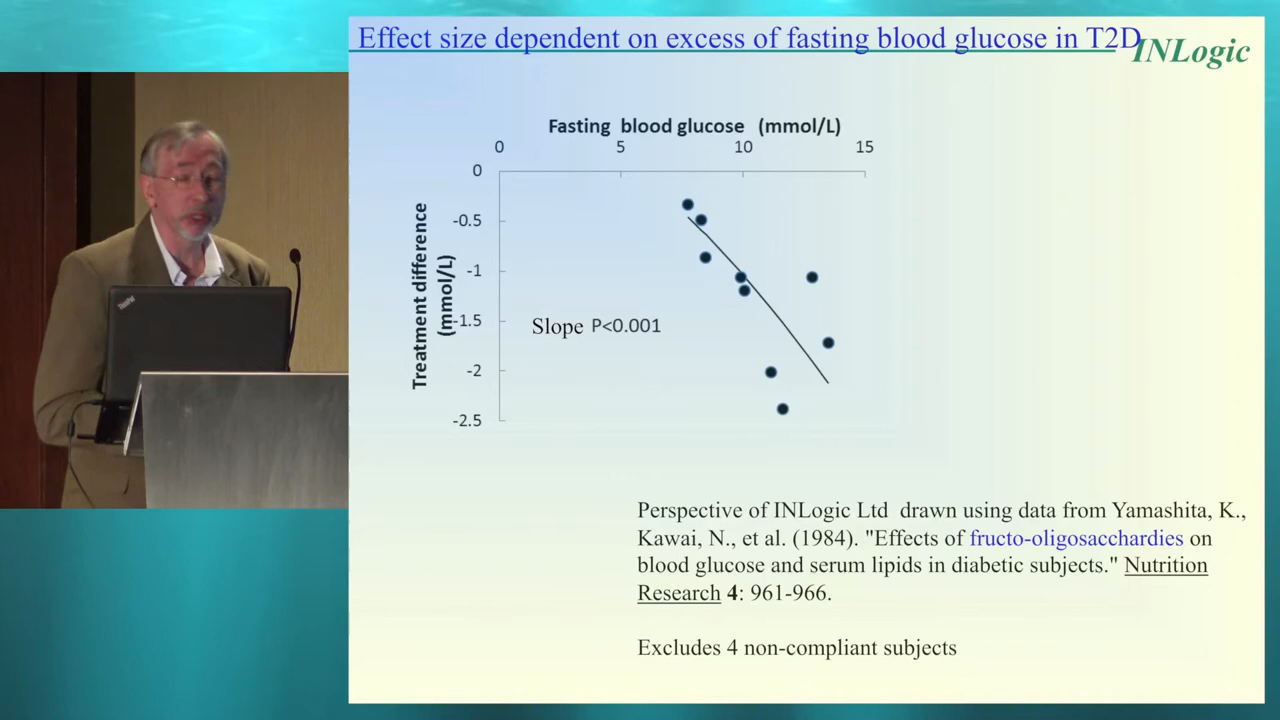 Effect size dependent on excess of fasting blood glucose in T2D
INLogic
Fasting blood glucose (mmol/L)
0 5 10 15
0
-0.5
-1
-1.5
-2
-2.5
Treatment difference
(mmol/L)
Slope P<0.001
Perspective of INLogic Ltd drawn using data from Yamashita, K.,
Kawai, N., et al. (1984). "Effects of fructo-oligosacchardies on
blood glucose and serum lipids in diabetic subjects." Nutrition
Research 4: 961-966.
Excludes 4 non-compliant subjects
ThinkPad